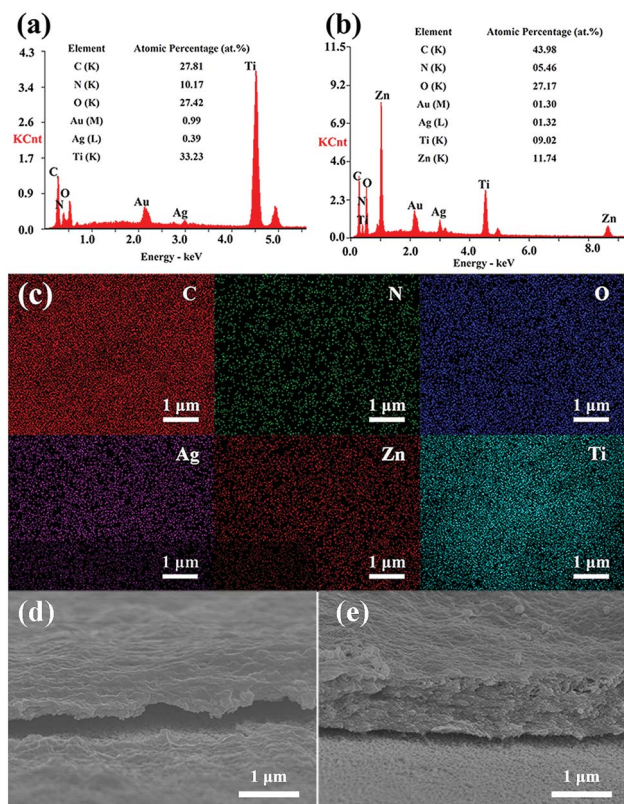 (a)
Element Atomic Percentage (at.%)
C (K) 27.81
N (K) 10.17
O (K) 27.42
Au (M) 0.99
Ag (L) 0.39
Ti (K) 33.23
4.3
3.4
2.6
KCnt
1.7
0.9
0.0
C
N
O
Au
Ag
Ti
1.0 2.0 3.0 4.0 5.0
Energy - keV
(b)
Element Atomic Percentage (at.%)
C (K) 43.98
N (K) 05.46
O (K) 27.17
Au (M) 01.30
Ag (L) 01.32
Ti (K) 09.02
Zn (K) 11.74
11.5
9.2
6.9
KCnt
4.6
2.3
0.0
C
N
Ti
O
Zn
Au
Ag
Ti
Zn
0.0 2.0 4.0 6.0 8.0
Energy - keV
(c)
C
1 μm
N
1 μm
O
1 μm
Ag
1 μm
Zn
1 μm
Ti
1 μm
(d)
1 μm
(e)
1 μm